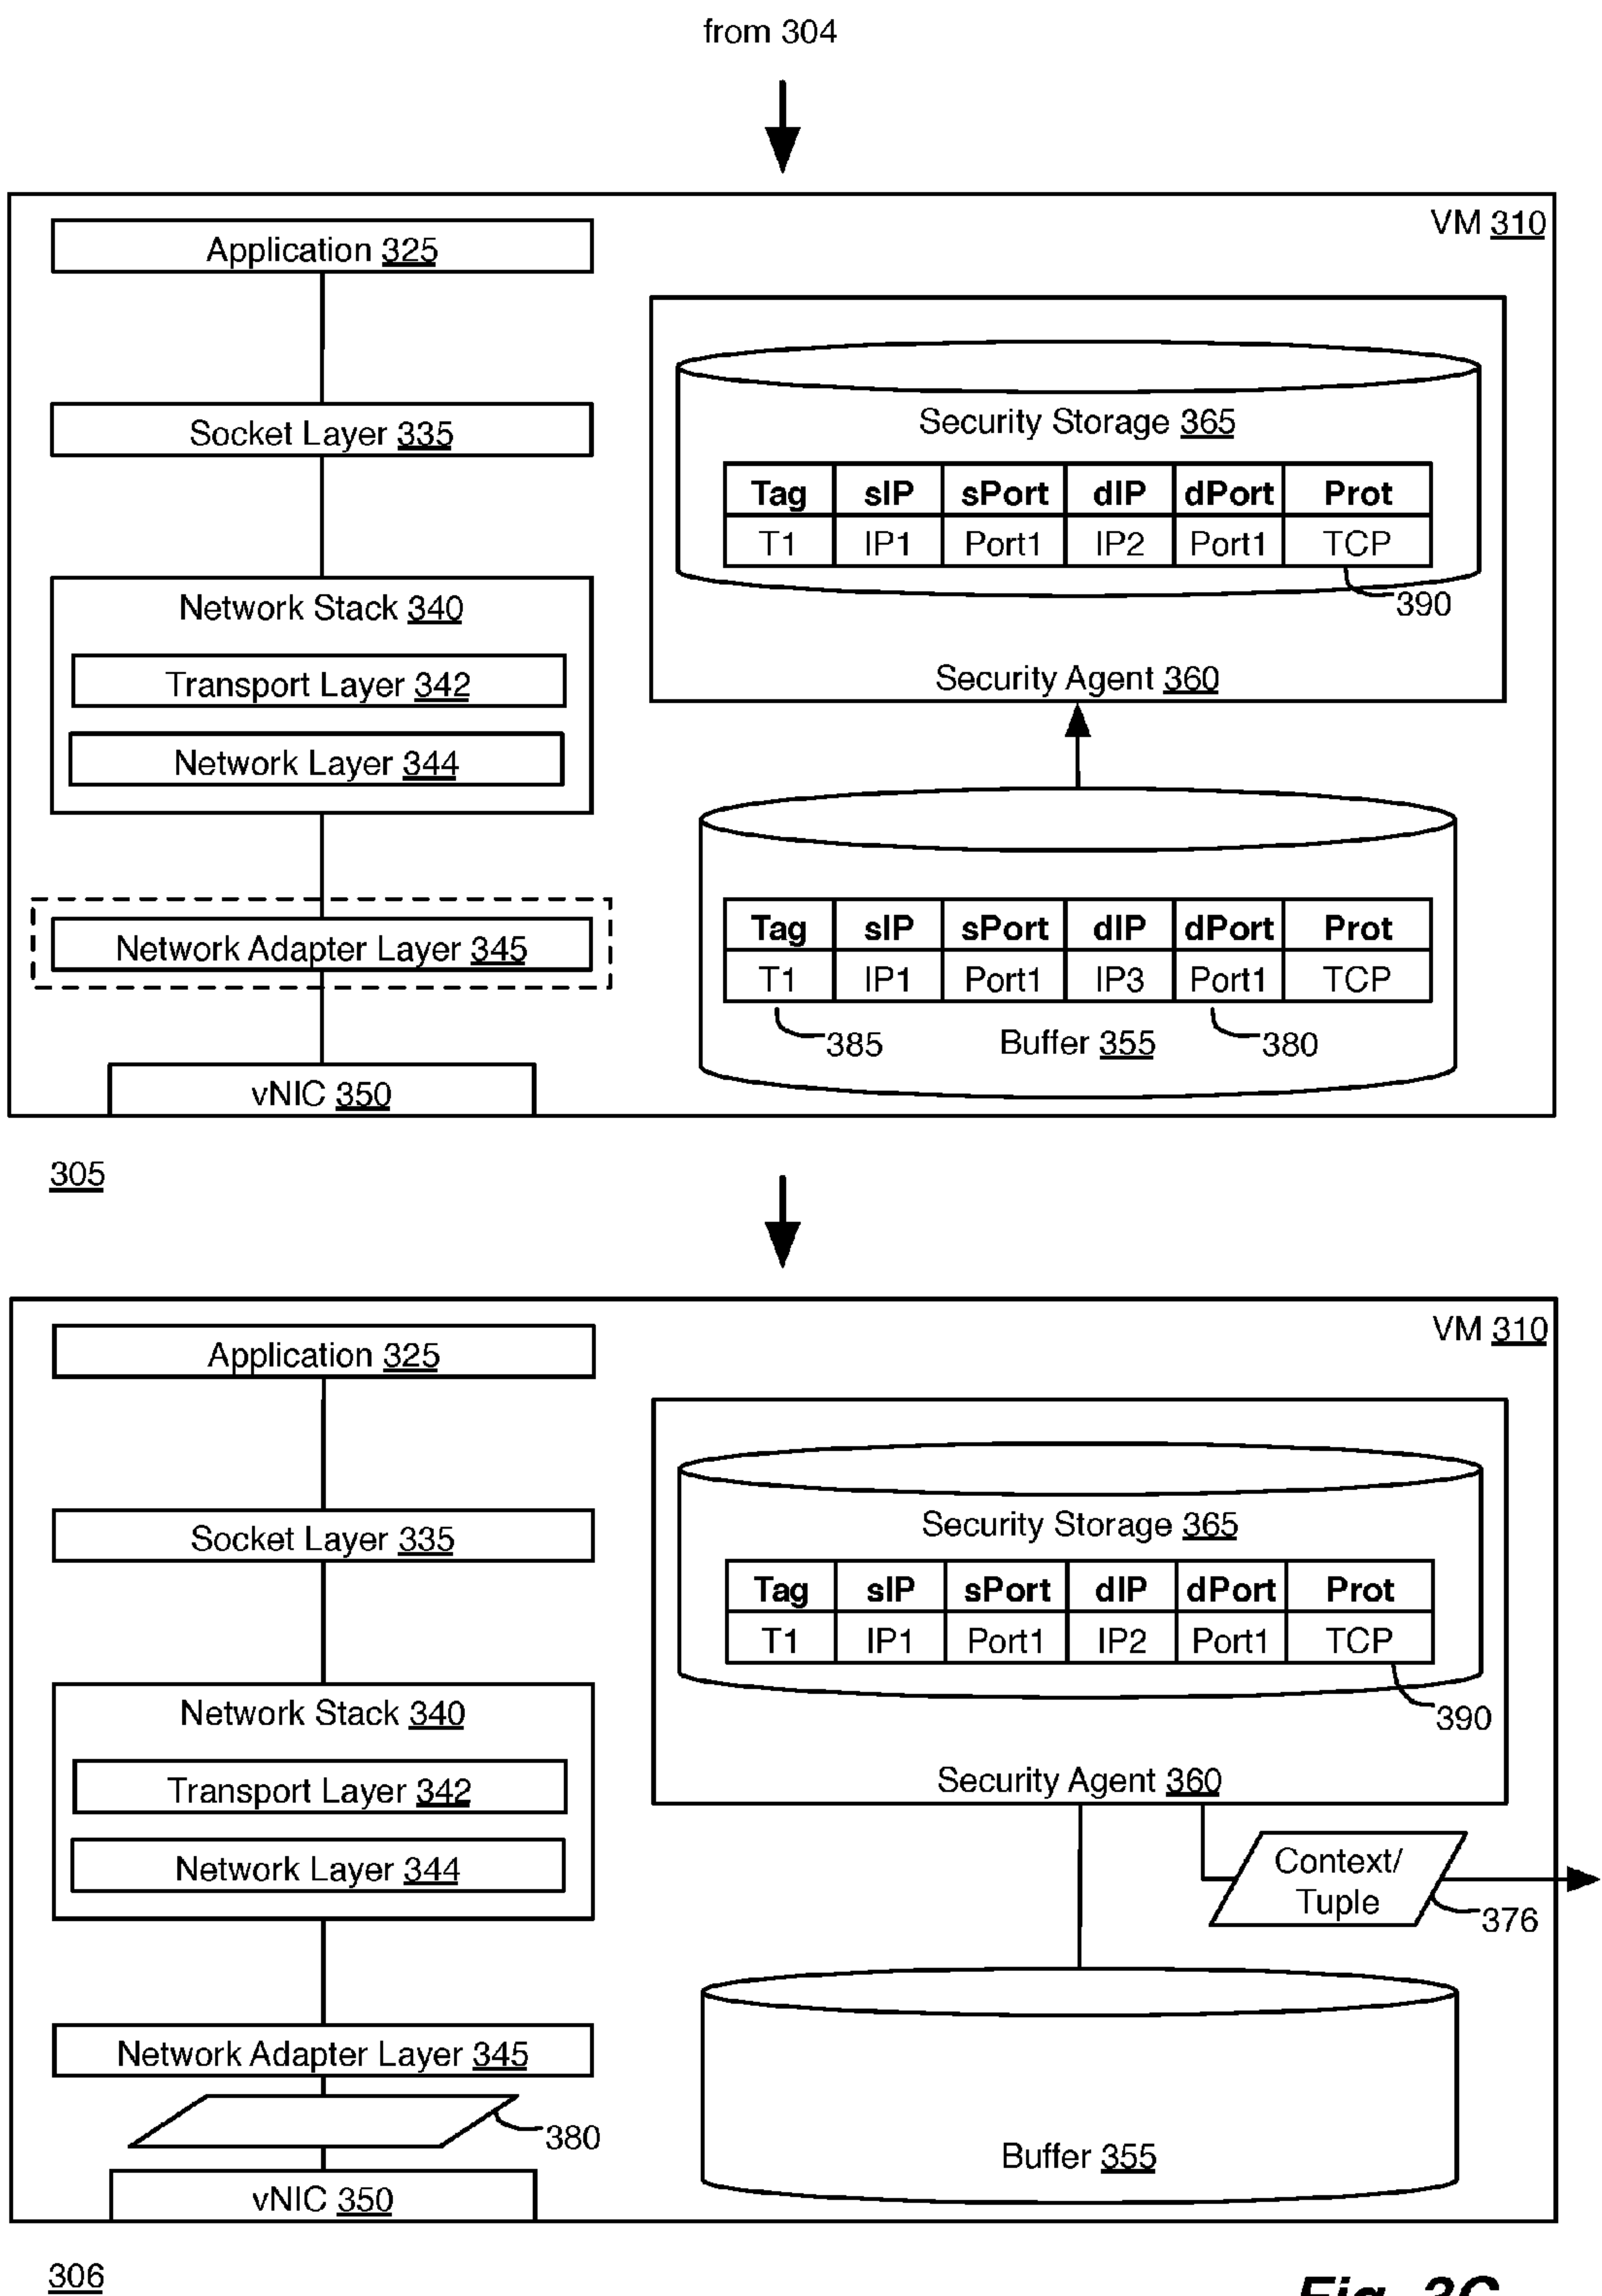 from 304
VM 310
Application 325
Socket Layer 335
Network Stack 340
Transport Layer 342
Network Layer 344
Network Adapter Layer 345
vNIC 350
Security Storage 365
Tag sIP sPort dIP dPort Prot
T1 IP1 Port1 IP2 Port1 TCP
390
Security Agent 360
Tag sIP sPort dIP dPort Prot
T1 IP1 Port1 IP3 Port1 TCP
385
Buffer 355
380
305
VM 310
Application 325
Socket Layer 335
Network Stack 340
Transport Layer 342
Network Layer 344
Network Adapter Layer 345
380
vNIC 350
Security Storage 365
Tag sIP sPort dIP dPort Prot
T1 IP1 Port1 IP2 Port1 TCP
390
Security Agent 360
Context/
Tuple
376
Buffer 355
306
Fig. 3C